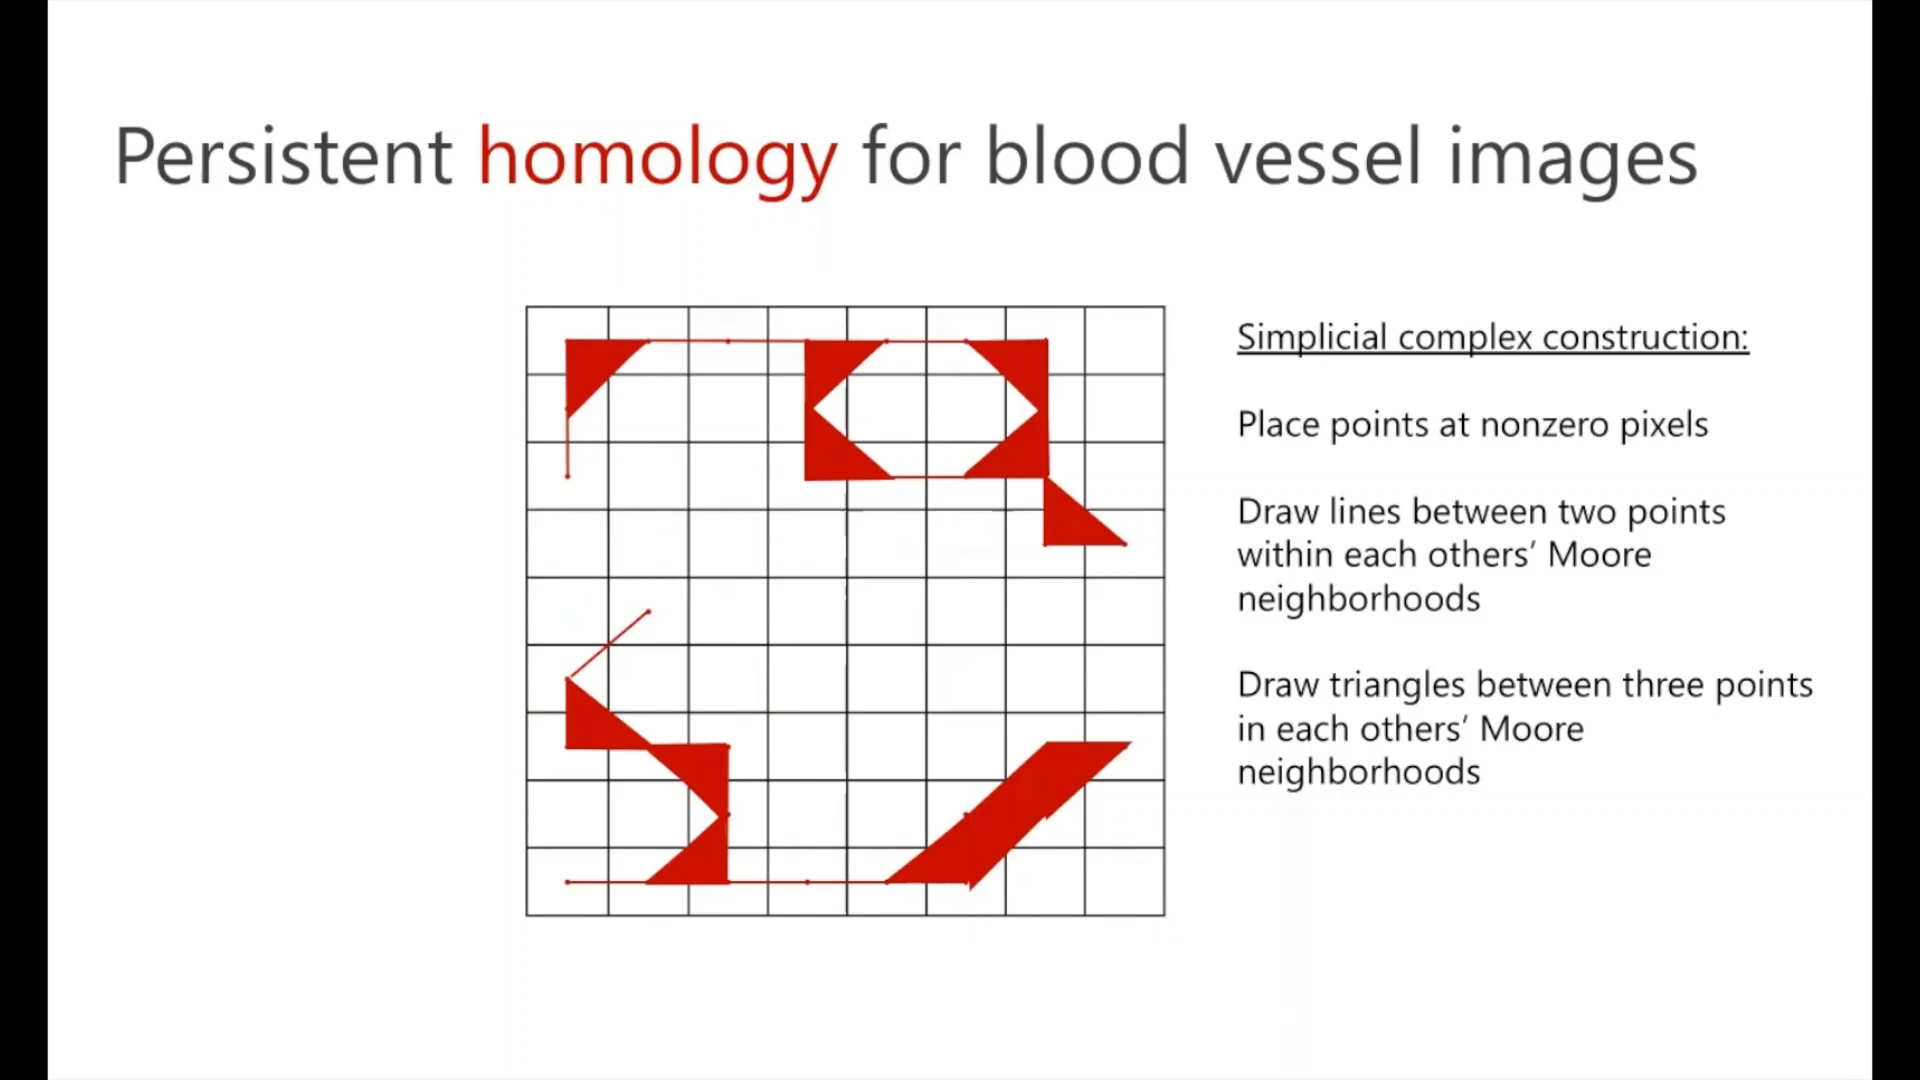 Persistent homology for blood vessel images
Simplicial complex construction:
Place points at nonzero pixels
Draw lines between two points
within each others’ Moore
neighborhoods
Draw triangles between three points
in each others’ Moore
neighborhoods